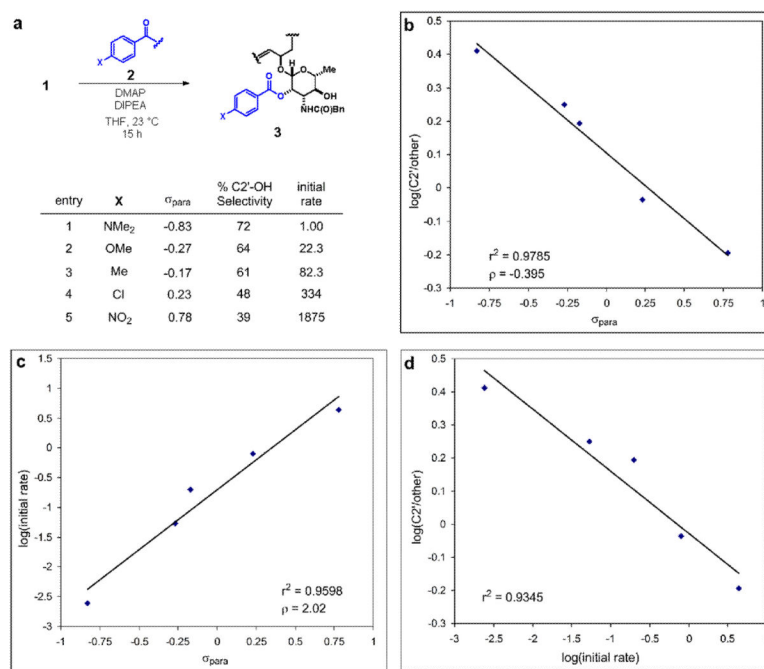 a
X
O
2
1
DMAP
DIPEA
THF, 23 °C
15 h
O
H
O
Me
O
O
OH
NHC(O)Bn
X
3
entry X σpara % C2'-OH Selectivity initial rate
1 NMe₂ -0.83 72 1.00
2 OMe -0.27 64 22.3
3 Me -0.17 61 82.3
4 Cl 0.23 48 334
5 NO₂ 0.78 39 1875
b
log(C2'/other)
0.5
0.4
0.3
0.2
0.1
0
-0.1
-0.2
-0.3
r² = 0.9785
ρ = -0.395
-1 -0.75 -0.5 -0.25 0 0.25 0.5 0.75 1
σpara
c
log(initial rate)
1.5
1
0.5
0
-0.5
-1
-1.5
-2
-2.5
-3
r² = 0.9598
ρ = 2.02
-1 -0.75 -0.5 -0.25 0 0.25 0.5 0.75 1
σpara
d
log(C2'/other)
0.5
0.4
0.3
0.2
0.1
0
-0.1
-0.2
-0.3
r² = 0.9345
-3 -2.5 -2 -1.5 -1 -0.5 0 0.5 1
log(initial rate)